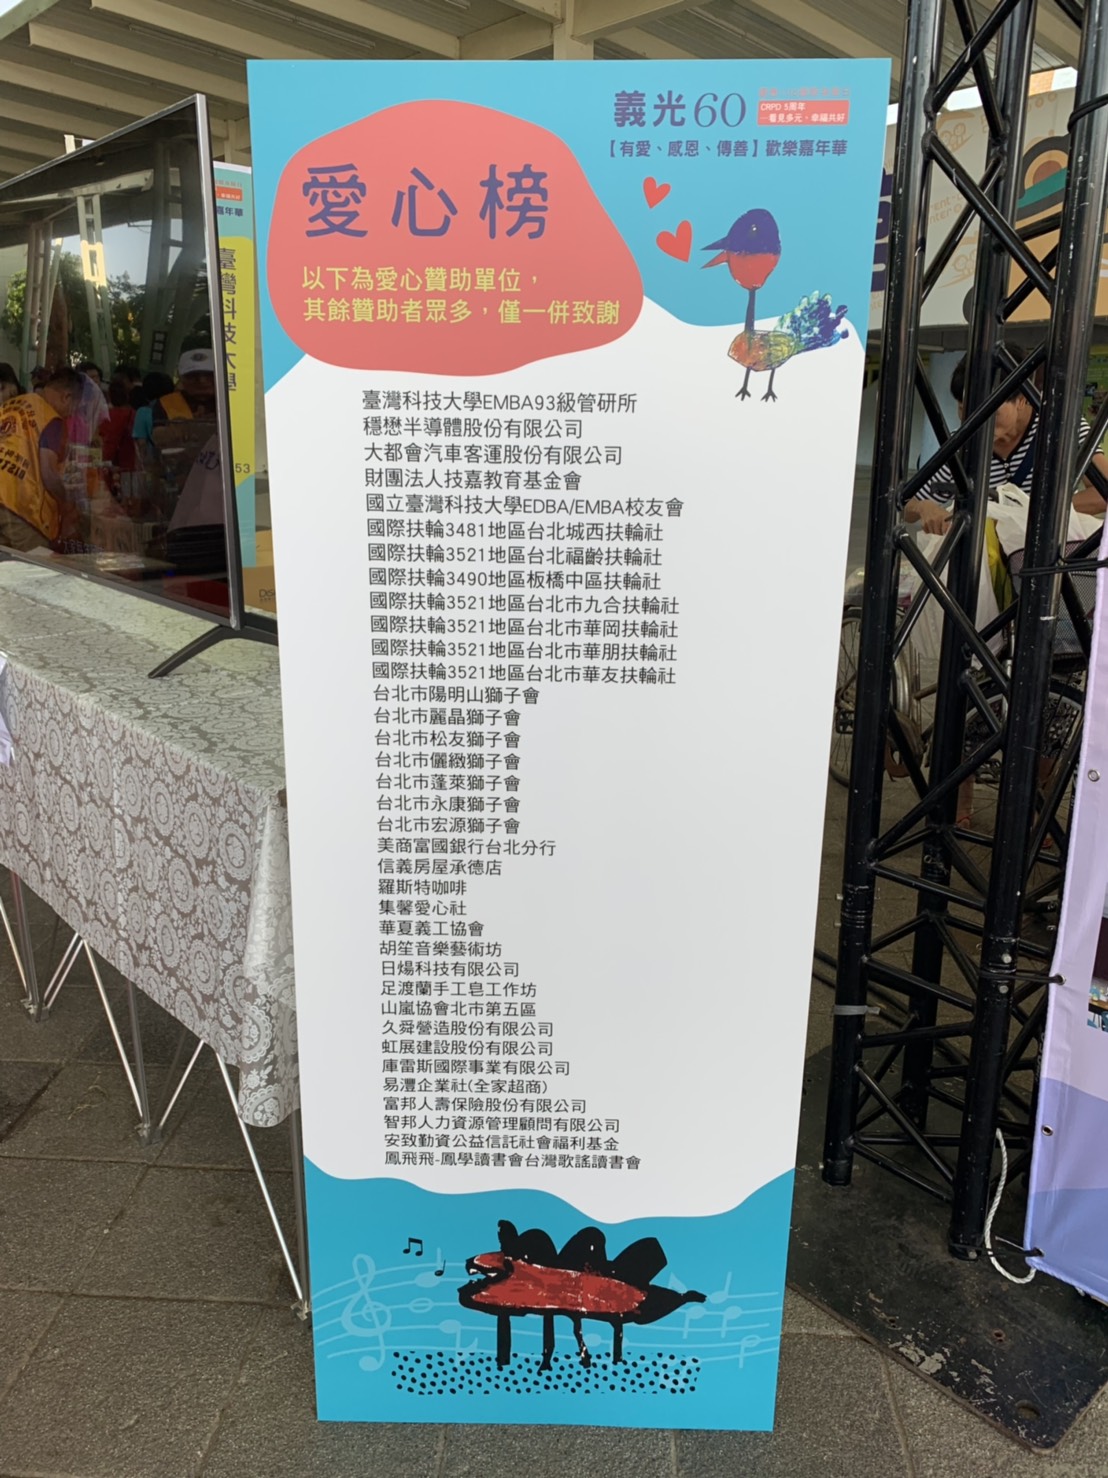 義光60
CRPD 5周年
一看見多元、幸福共好
【有愛、感恩、傳善】歡樂嘉年華
愛心榜
以下為愛心贊助單位，
其餘贊助者眾多，僅一併致謝
臺灣科技大學EMBA93級管研所
穩懋半導體股份有限公司
大都會汽車客運股份有限公司
財團法人技嘉教育基金會
國立臺灣科技大學EDBA/EMBA校友會
國際扶輪3481地區台北城西扶輪社
國際扶輪3521地區台北福齡扶輪社
國際扶輪3490地區板橋中區扶輪社
國際扶輪3521地區台北市九合扶輪社
國際扶輪3521地區台北市華岡扶輪社
國際扶輪3521地區台北市華朋扶輪社
國際扶輪3521地區台北市華友扶輪社
台北市陽明山獅子會
台北市麗晶獅子會
台北市松友獅子會
台北市儷緻獅子會
台北市蓬萊獅子會
台北市永康獅子會
台北市宏源獅子會
美商富國銀行台北分行
信義房屋承德店
羅斯特咖啡
集馨愛心社
華夏義工協會
胡笙音樂藝術坊
日煬科技有限公司
足渡蘭手工皂工作坊
山嵐協會北市第五區
久舜營造股份有限公司
虹展建設股份有限公司
庫雷斯國際事業有限公司
易灃企業社(全家超商)
富邦人壽保險股份有限公司
智邦人力資源管理顧問有限公司
安致勤資公益信託社會福利基金
鳳飛飛-鳳學讀書會台灣歌謠讀書會
嘉年華
臺灣科技大學
53